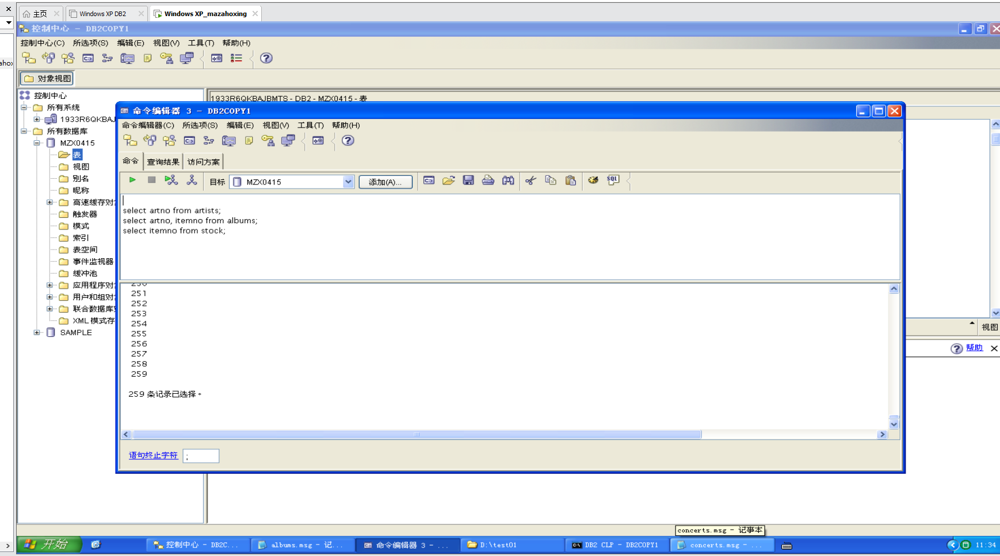 主页
Windows XP DB2
Windows XP_mazahoxing
控制中心 - DB2COPY1
控制中心(C) 所选项(S) 编辑(E) 视图(V) 工具(T) 帮助(H)
对象视图
控制中心
所有系统
1933R6QKBAJ
所有数据库
MZX0415
表
视图
别名
昵称
高速缓存对
触发器
模式
索引
表空间
事件监视器
缓冲池
应用程序对
用户和组对
联合数据库
XML 模式存
SAMPLE
1933R6QKBAJBMTS - DB2 - MZX0415 - 表
命令编辑器 3 - DB2COPY1
命令编辑器(C) 所选项(S) 编辑(E) 视图(V) 工具(T) 帮助(H)
命令 查询结果 访问方案
目标 MZX0415 添加(A)...
select artno from artists;
select artno, itemno from albums;
select itemno from stock;
251
252
253
254
255
256
257
258
259
259 条记录已选择。
语句终止字符 ;
视图
帮助
concerts.msg - 记事本
开始
控制中心 - DB2C...
albums.msg - 记...
命令编辑器 3 - ...
D:\test01
DB2 CLP - DB2COPY1
concerts.msg - ...
11:34